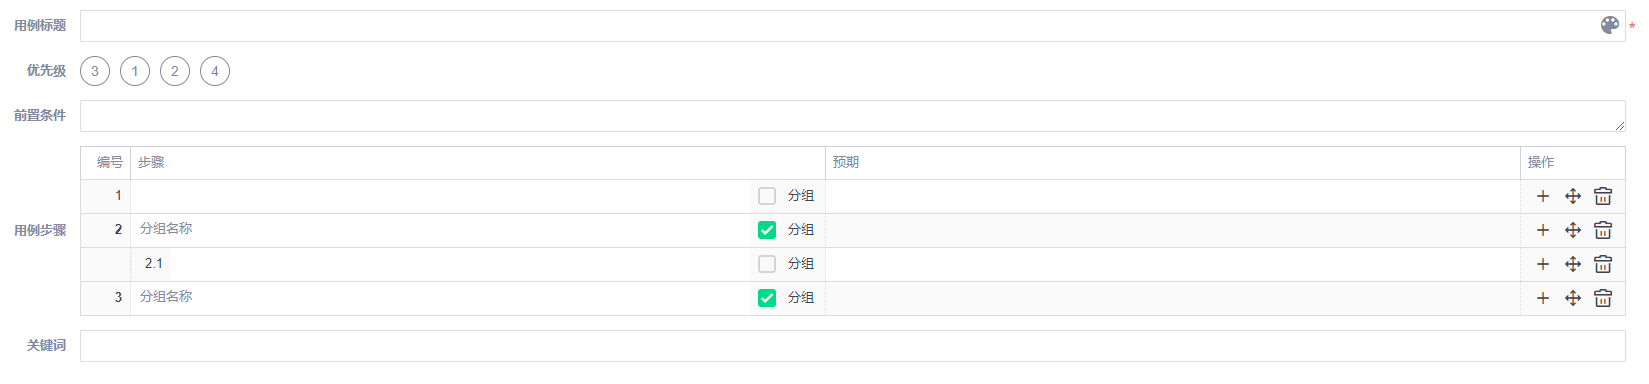 用例标题 *
优先级 3 1 2 4
前置条件
编号 步骤 预期 操作
1 分组
用例步骤
2 分组名称 分组
2.1 分组
3 分组名称 分组
关键词